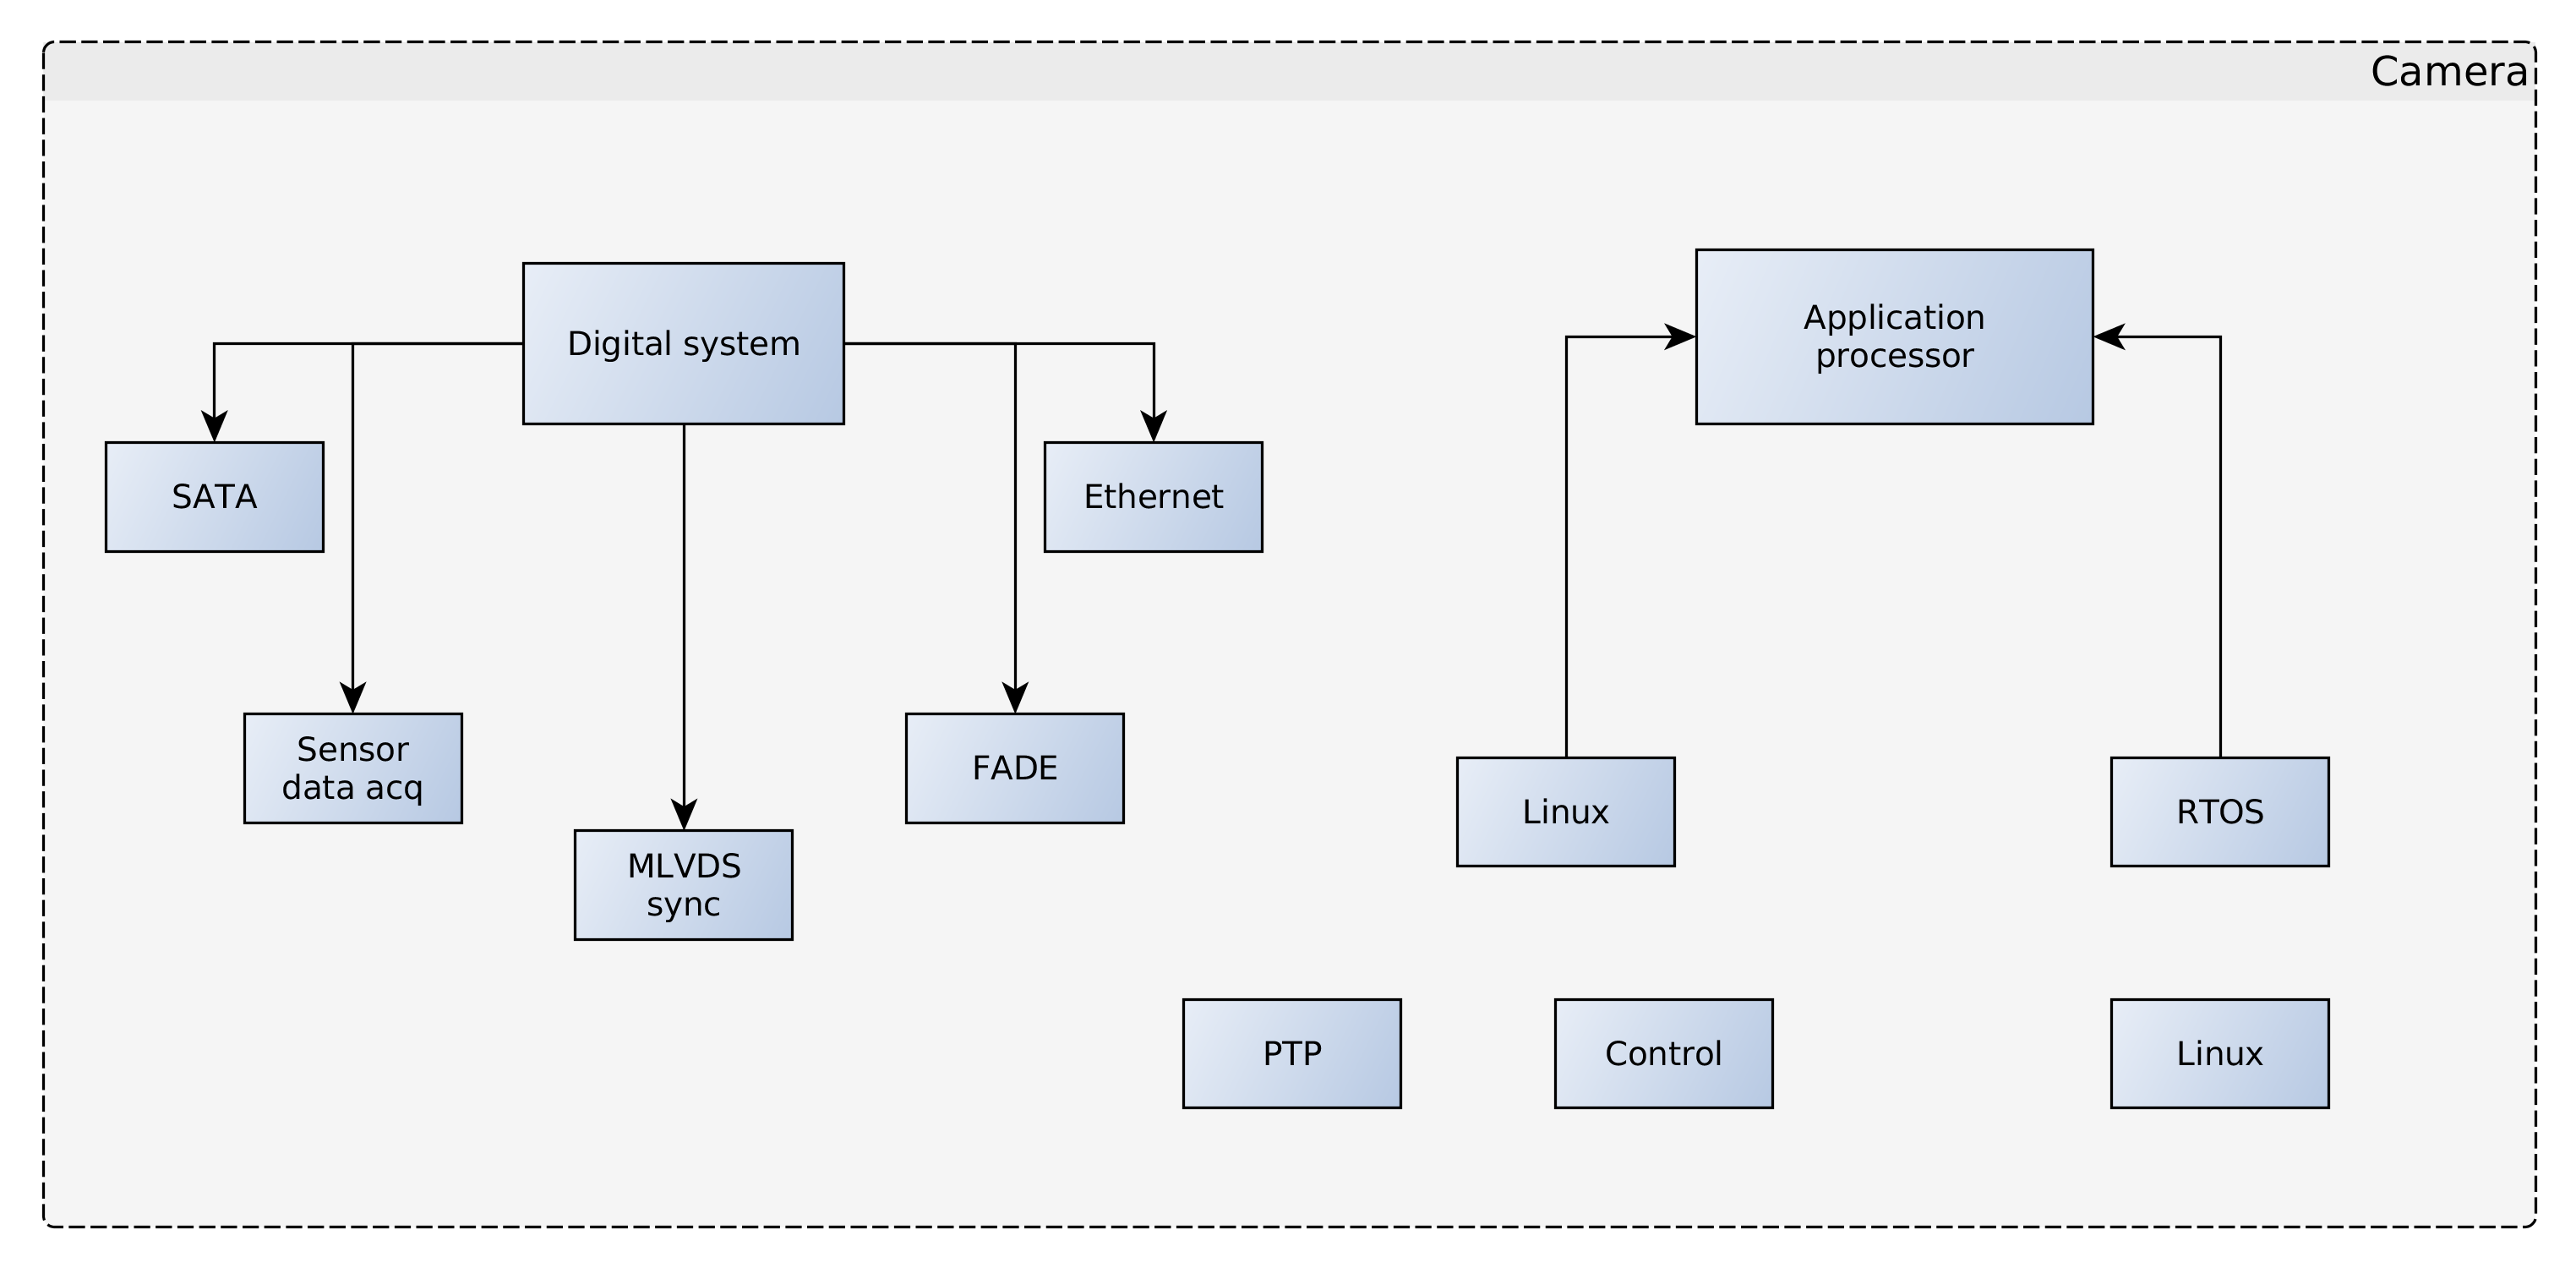 Camera
Digital system
Application
processor
SATA
Ethernet
Sensor
data acq
FADE
Linux
RTOS
MLVDS
sync
PTP
Control
Linux